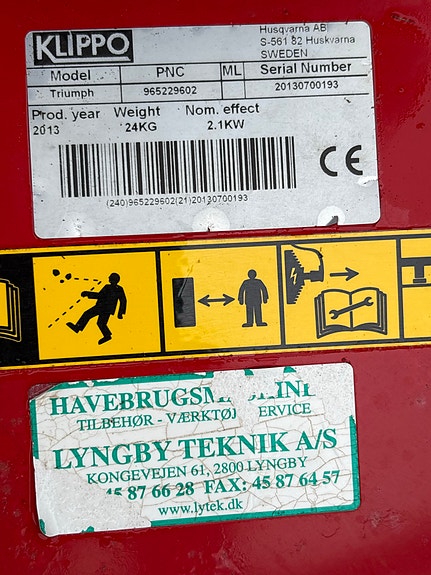 KLIPPO
Husqvarna AB
S-561 82 Huskvarna
SWEDEN
Model PNC ML Serial Number
Triumph 965229602 20130700193
Prod. year Weight Nom. effect
2013 24KG 2.1KW
CE
(240)965229602(21)20130700193
TILBEHØR - VÆRKTØJ ERVICE
LYNGBY TEKNIK A/S
KONGEVEJEN 61, 2800 LYNGBY
45 87 66 28 FAX: 45 87 64 57
www.lytek.dk